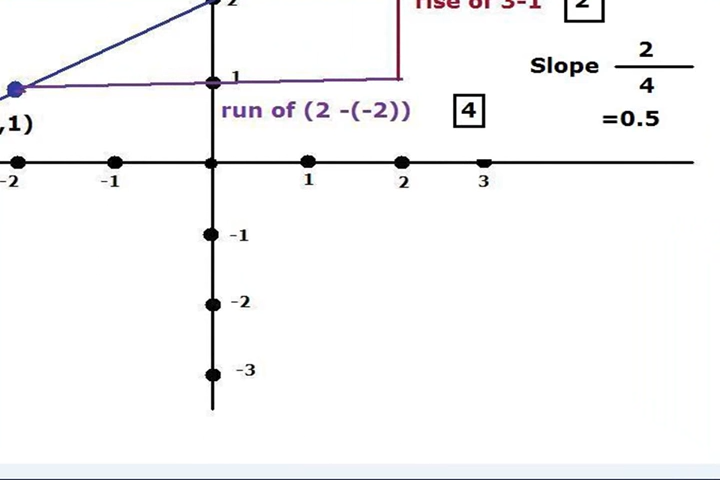 2
rise of 3-1 2
Slope 2
4
=0.5
1
run of (2 -(-2)) 4
,1)
-2 -1 1 2 3
-1
-2
-3